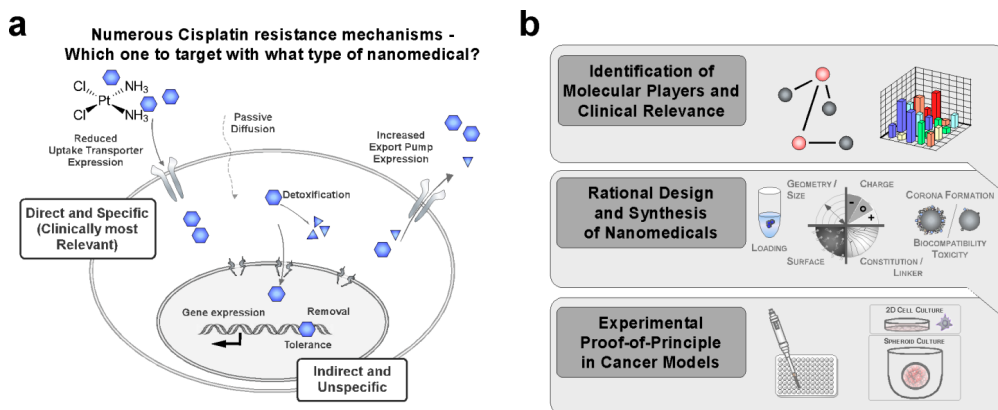 a
Numerous Cisplatin resistance mechanisms -
Which one to target with what type of nanomedical?
Cl
NH3
Pt
Cl
NH3
Reduced
Uptake Transporter
Expression
Passive
Diffusion
Increased
Export Pump
Expression
Direct and Specific
(Clinically most
Relevant)
Detoxification
Gene expression
Removal
Tolerance
Indirect and
Unspecific
b
Identification of
Molecular Players and
Clinical Relevance
Rational Design
and Synthesis
of Nanomedicals
LOADING
GEOMETRY /
SIZE
CHARGE
-
o
+
SURFACE
CONSTITUTION /
LINKER
CORONA FORMATION
BIOCOMPATIBILITY
TOXICITY
Experimental
Proof-of-Principle
in Cancer Models
2D CELL CULTURE
SPHEROID CULTURE